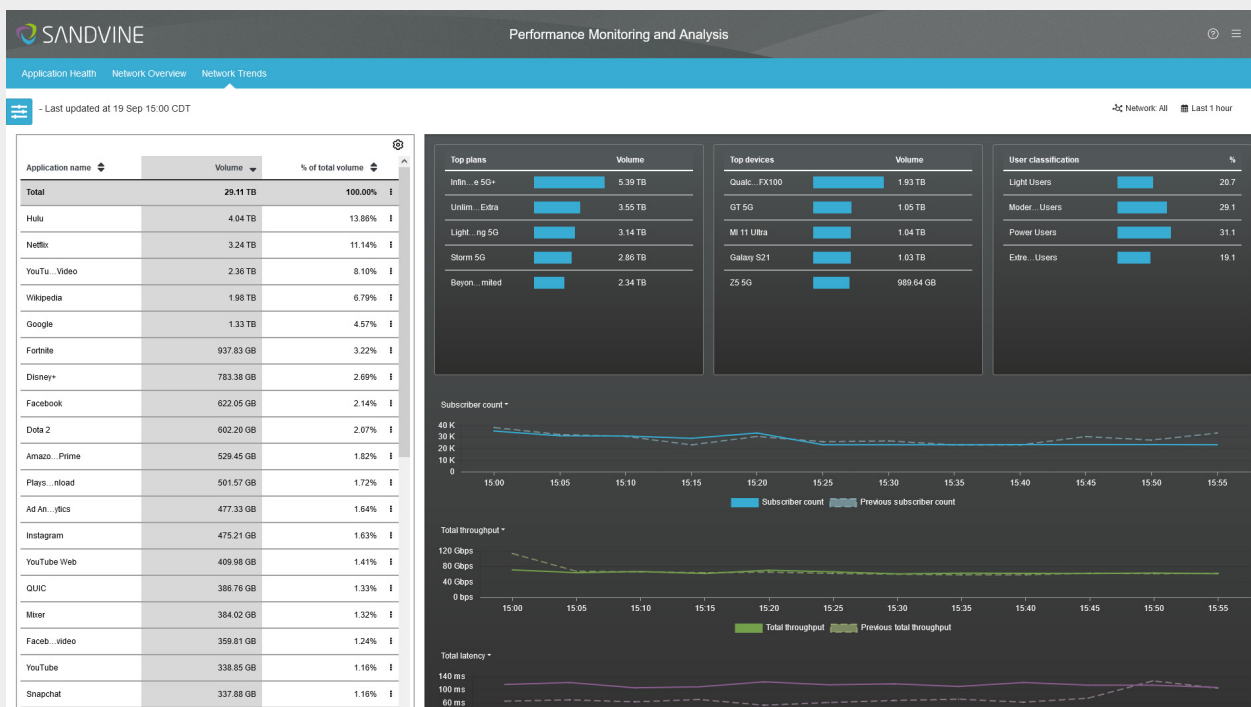 SANDVINE
Performance Monitoring and Analysis
Application Health Network Overview Network Trends
- Last updated at 19 Sep 15:00 CDT
Network: All Last 1 hour
Application name Volume % of total volume
Total 29.11 TB 100.00%
Hulu 4.04 TB 13.86%
Netflix 3.24 TB 11.14%
YouTu...Video 2.36 TB 8.10%
Wikipedia 1.98 TB 6.79%
Google 1.33 TB 4.57%
Fortnite 937.83 GB 3.22%
Disney+ 783.38 GB 2.69%
Facebook 622.05 GB 2.14%
Dota 2 602.20 GB 2.07%
Amazo...Prime 529.45 GB 1.82%
Plays...nload 501.57 GB 1.72%
Ad An...ytics 477.33 GB 1.64%
Instagram 475.21 GB 1.63%
YouTube Web 409.98 GB 1.41%
QUIC 386.76 GB 1.33%
Mixer 384.02 GB 1.32%
Faceb...video 359.81 GB 1.24%
YouTube 338.85 GB 1.16%
Snapchat 337.88 GB 1.16%
Top plans Volume
Infin...e 5G+ 5.39 TB
Unlim...Extra 3.55 TB
Light...ng 5G 3.14 TB
Storm 5G 2.86 TB
Beyon...mited 2.34 TB
Top devices Volume
Qualc...FX100 1.93 TB
GT 5G 1.05 TB
MI 11 Ultra 1.04 TB
Galaxy S21 1.03 TB
Z5 5G 989.64 GB
User classification %
Light Users 20.7
Moder...Users 29.1
Power Users 31.1
Extre...Users 19.1
Subscriber count
40 K
30 K
20 K
10 K
0
15:00 15:05 15:10 15:15 15:20 15:25 15:30 15:35 15:40 15:45 15:50 15:55
Subscriber count Previous subscriber count
Total throughput
120 Gbps
80 Gbps
40 Gbps
0 bps
15:00 15:05 15:10 15:15 15:20 15:25 15:30 15:35 15:40 15:45 15:50 15:55
Total throughput Previous total throughput
Total latency
140 ms
100 ms
60 ms